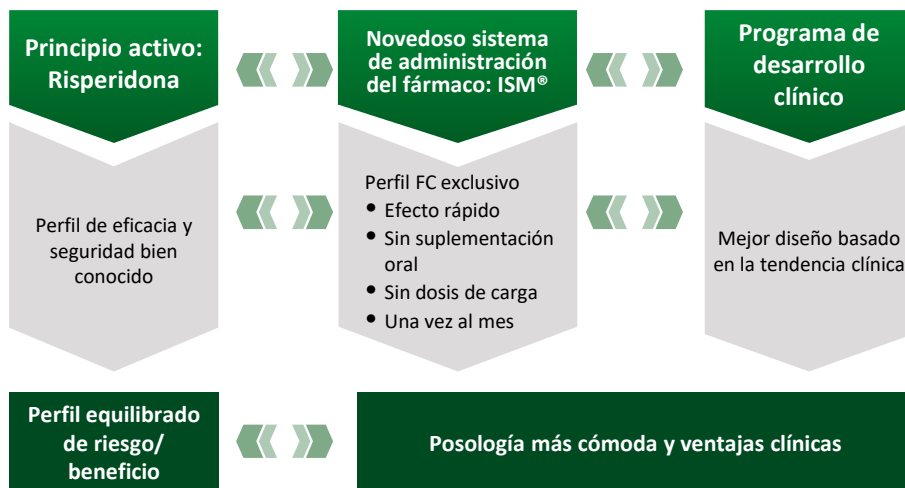 Principio activo:
Risperidona
Novedoso sistema
de administración
del fármaco: ISM®
Programa de
desarrollo
clínico
Perfil de eficacia y
seguridad bien
conocido
Perfil FC exclusivo
• Efecto rápido
• Sin suplementación
oral
• Sin dosis de carga
• Una vez al mes
Mejor diseño basado
en la tendencia clínica
Perfil equilibrado
de riesgo/
beneficio
Posología más cómoda y ventajas clínicas